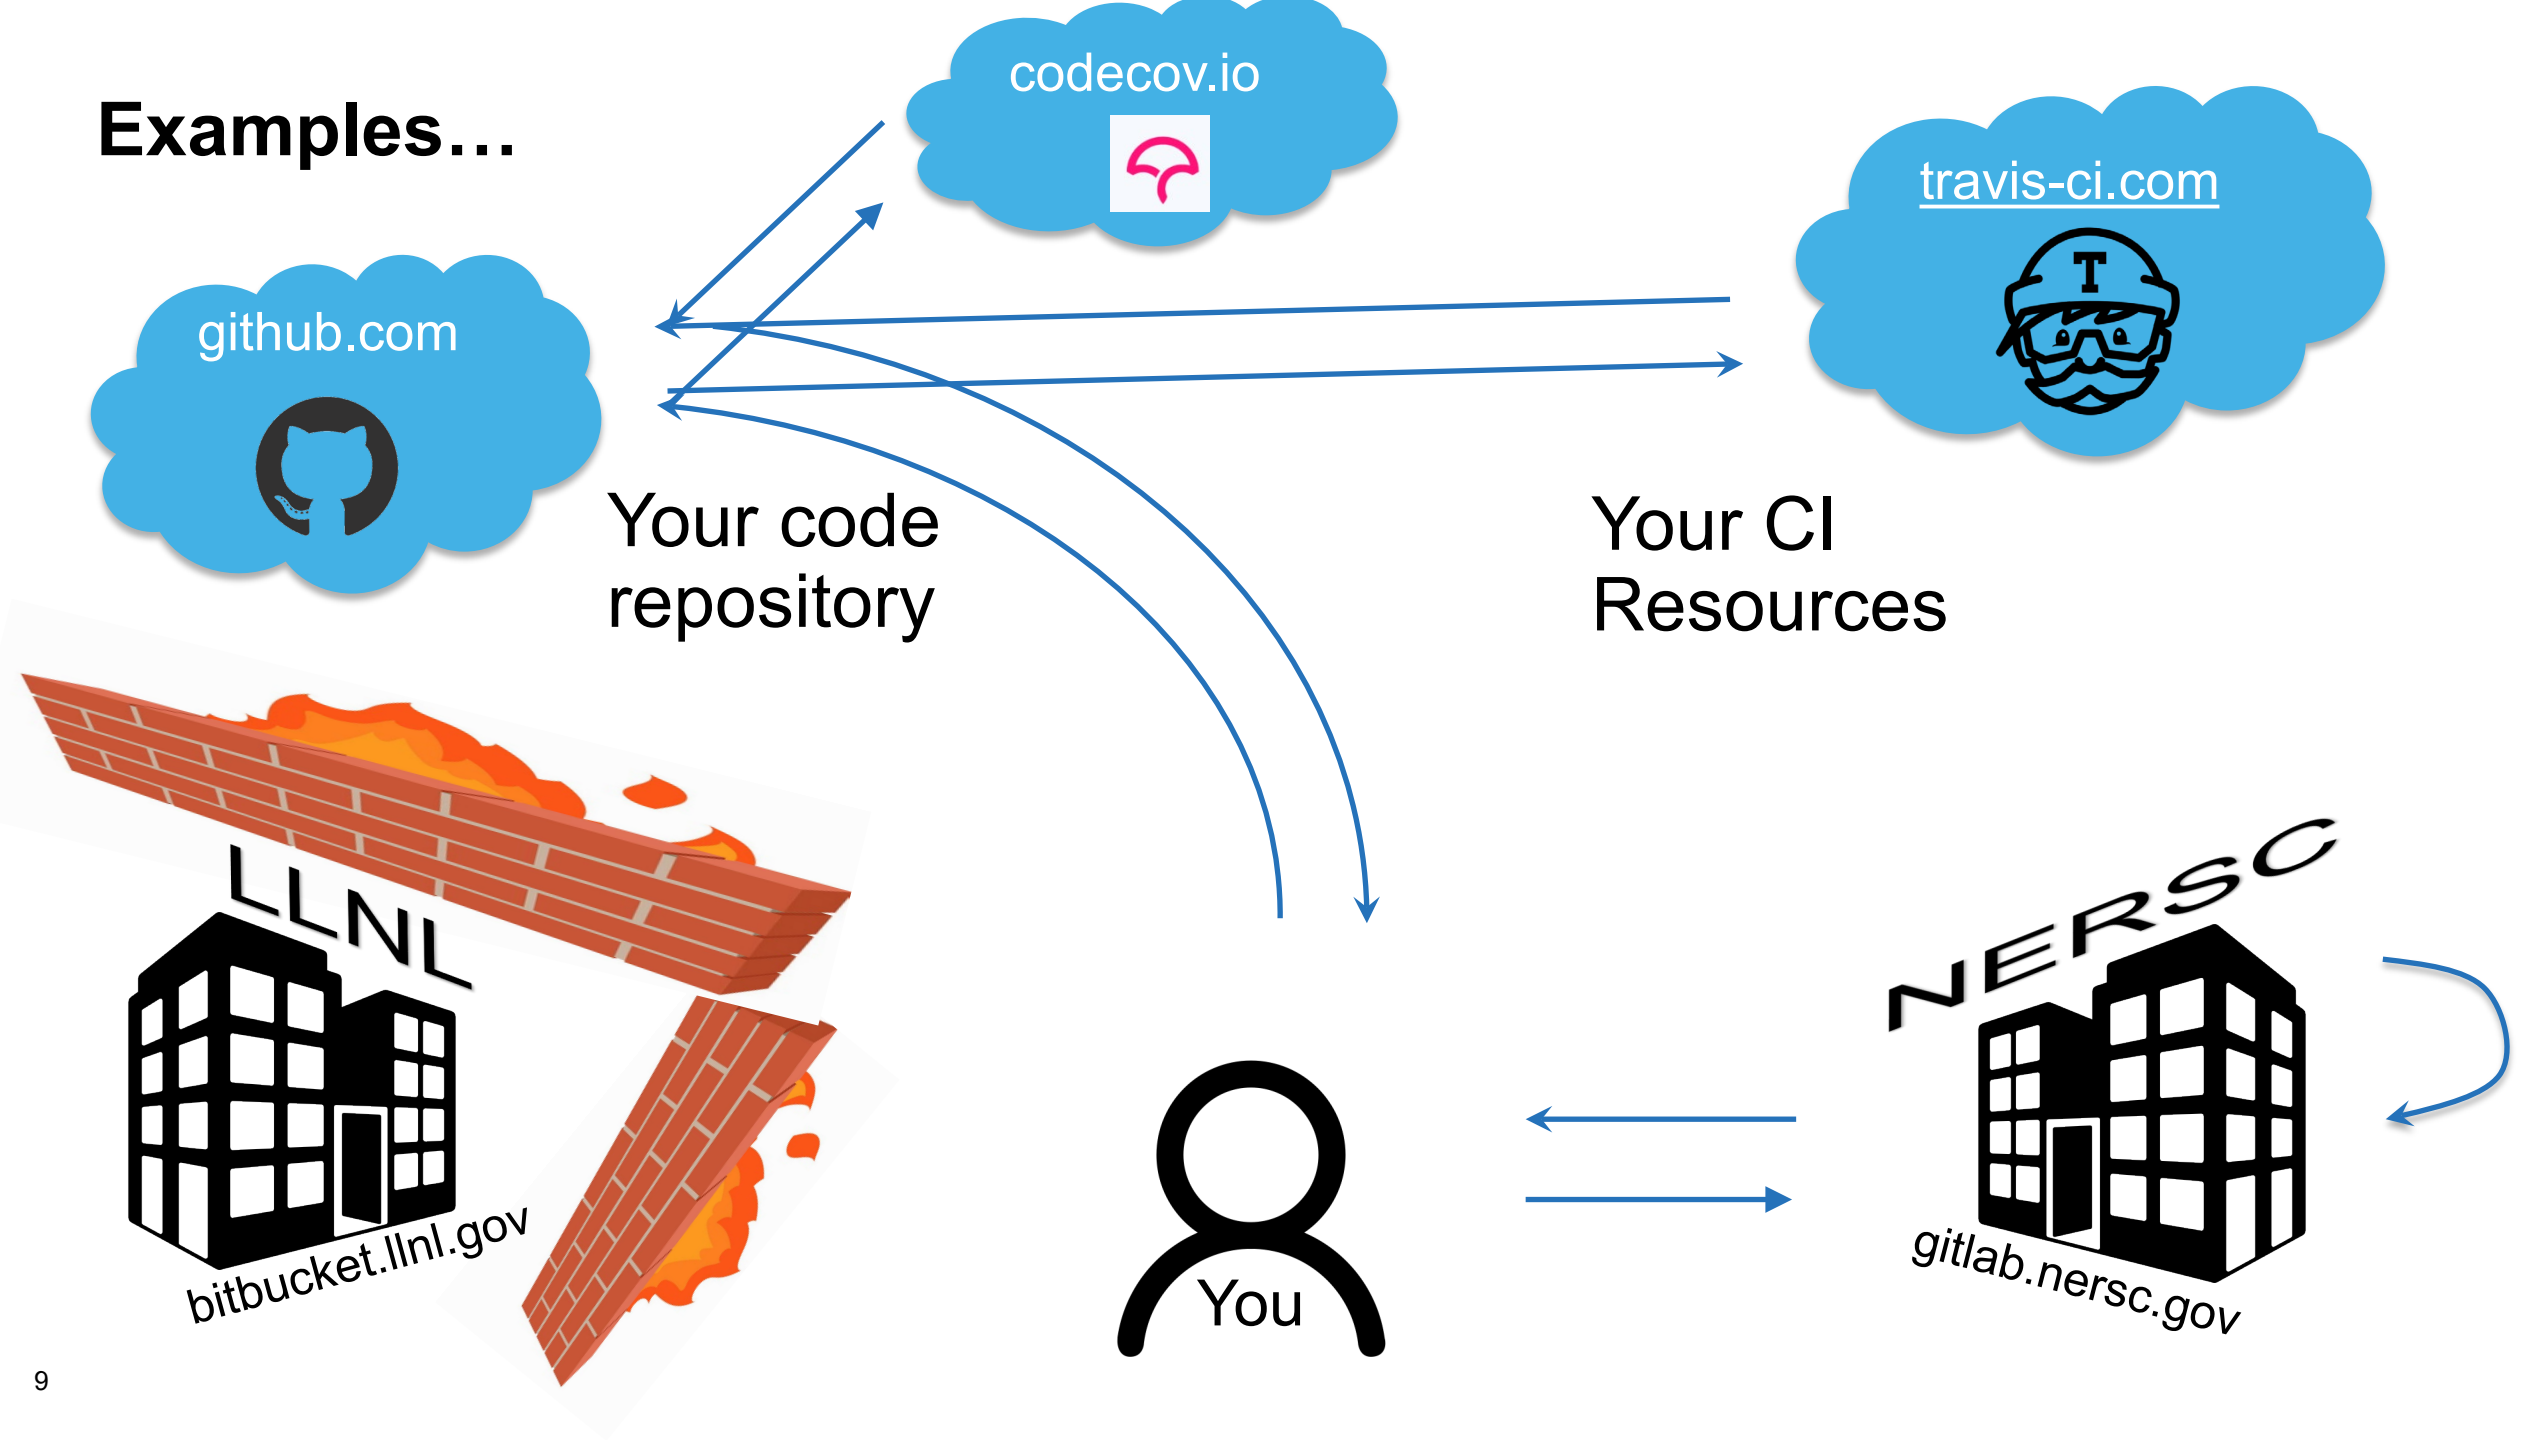 Examples…
codecov.io
travis-ci.com
T
github.com
Your code
repository
Your CI
Resources
LLNL
bitbucket.llnl.gov
You
NERSC
gitlab.nersc.gov
9